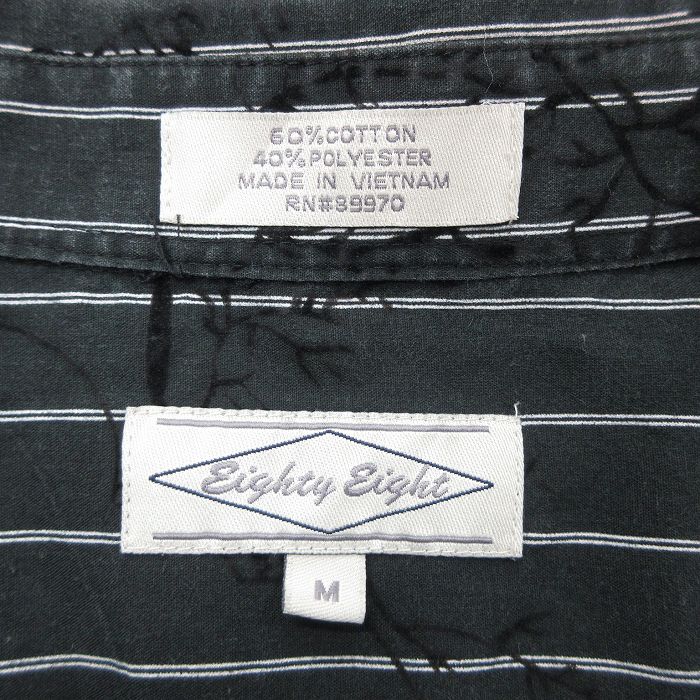 60%COTTON
40%POLYESTER
MADE IN VIETNAM
RN#89970
Eighty Eight
M